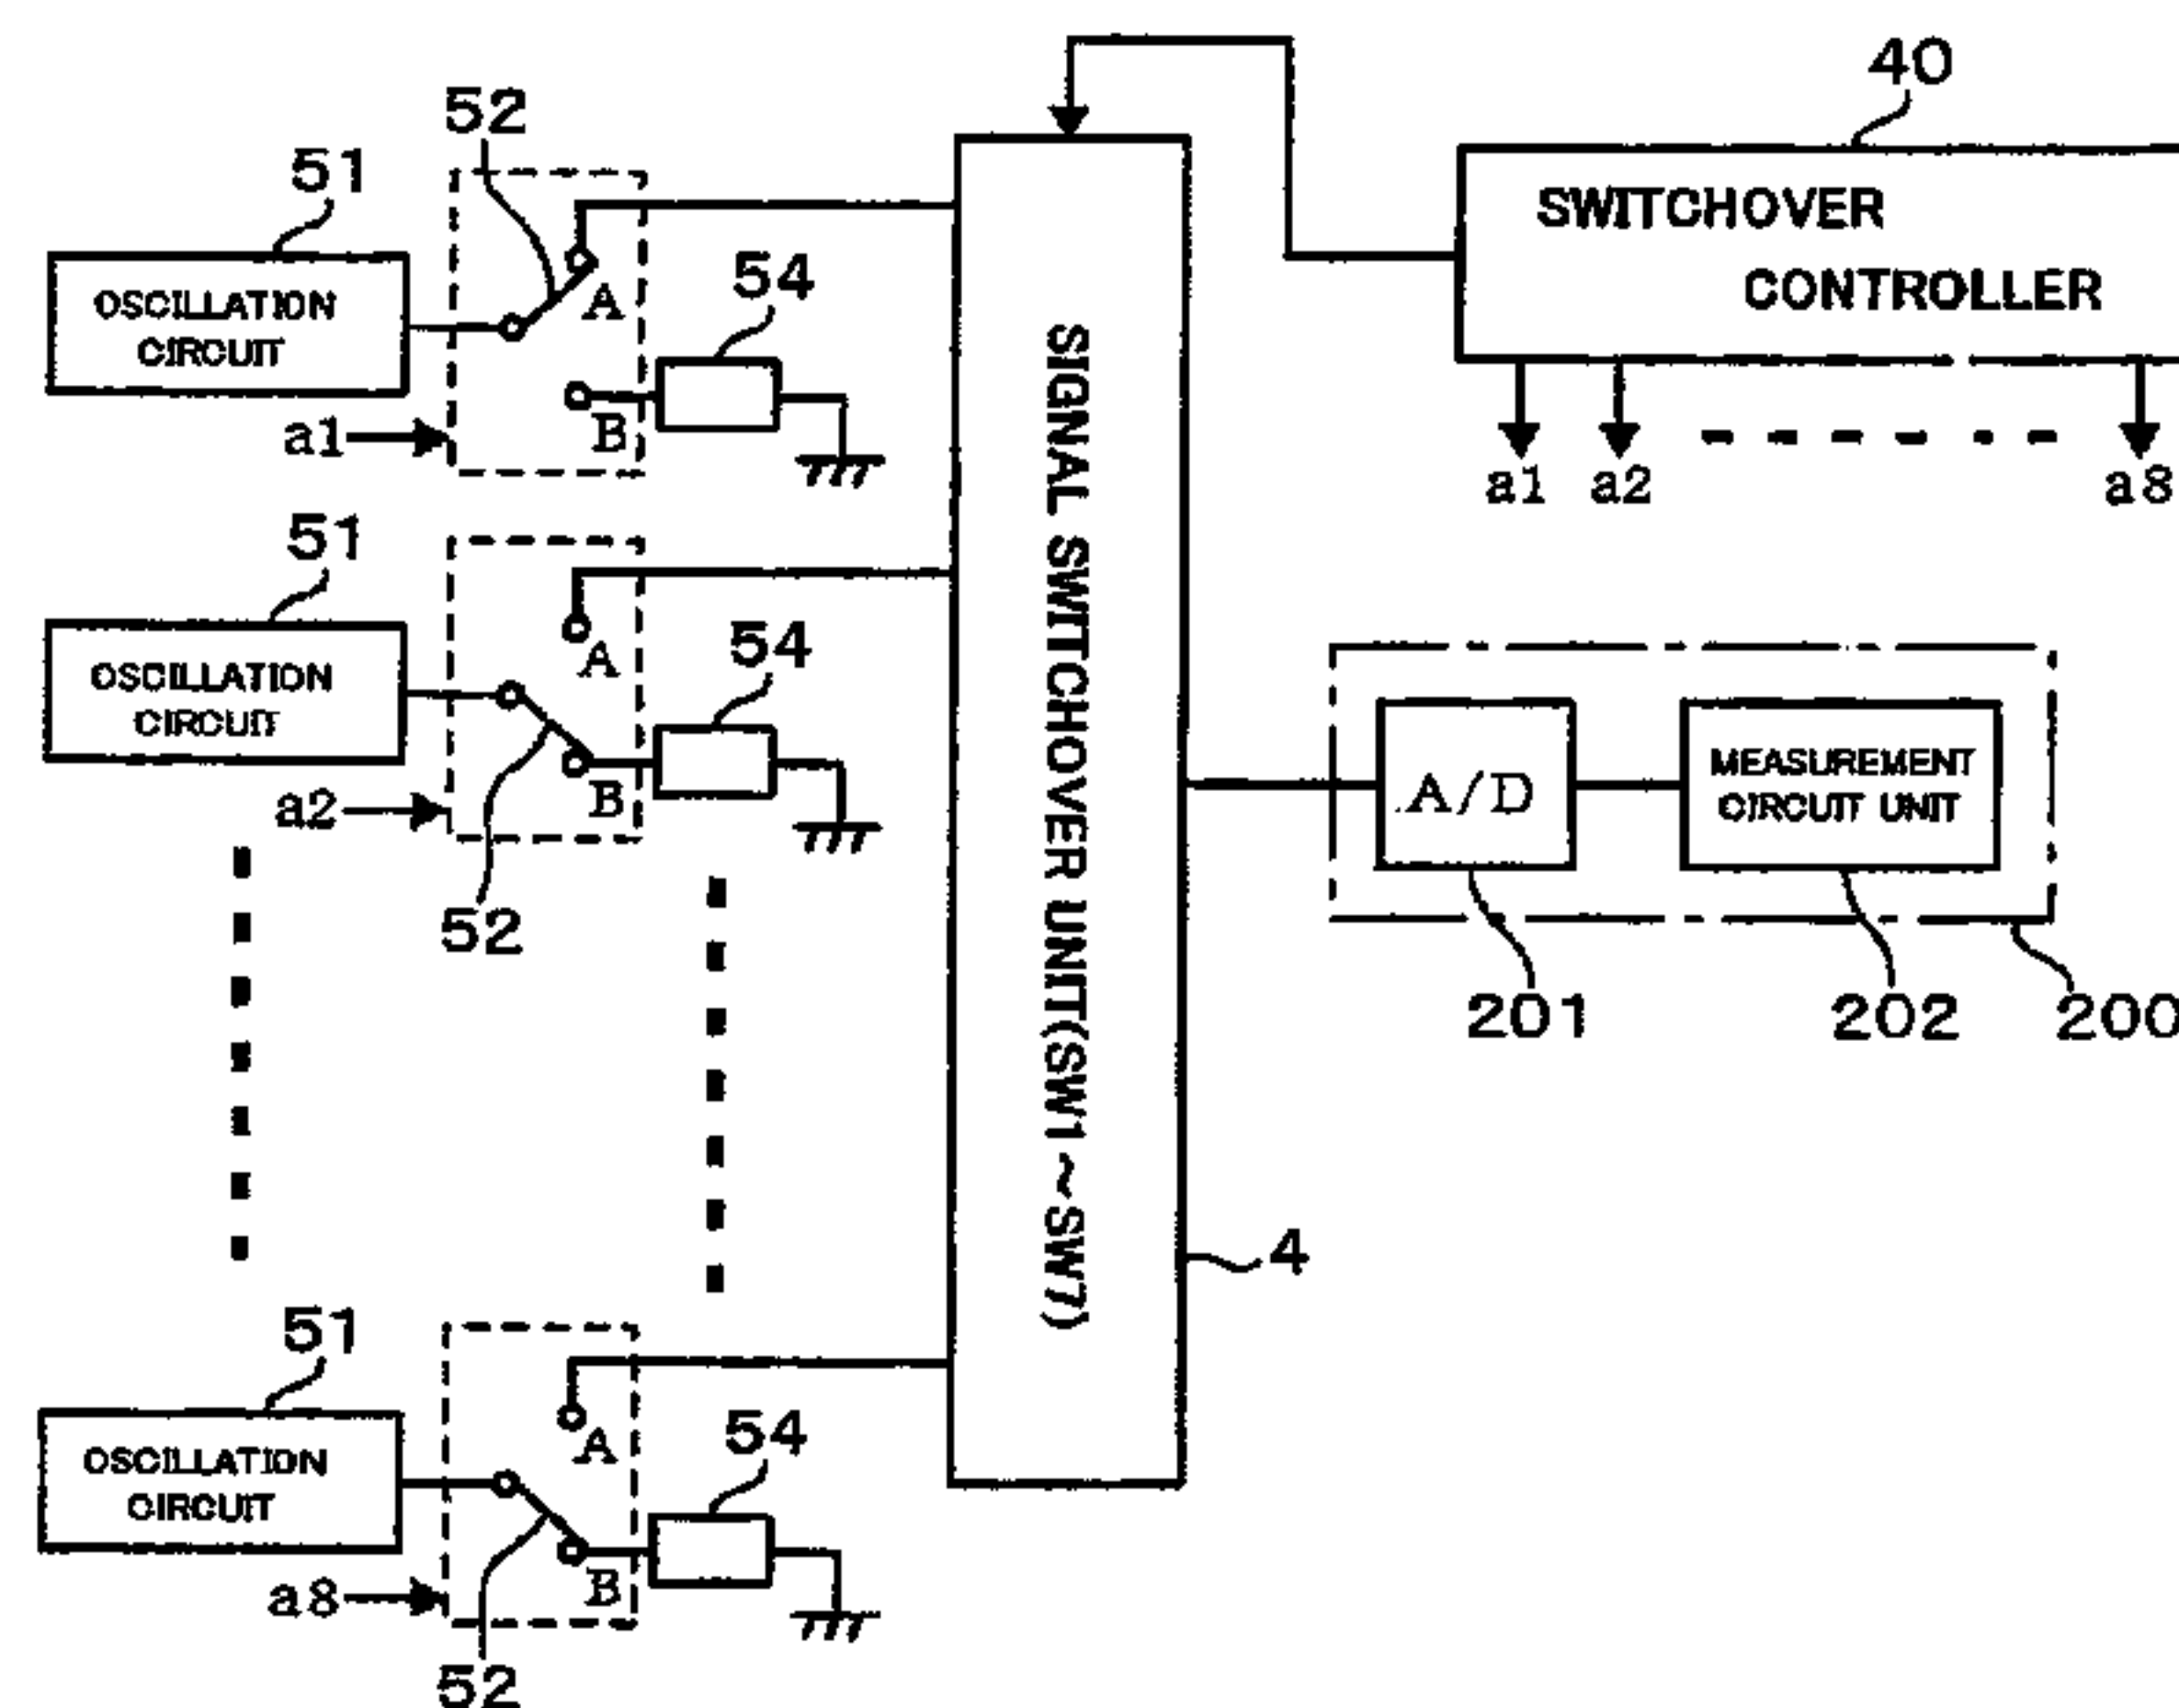 40
52
51
SWITCHOVER
CONTROLLER
54
OSCILLATION
CIRCUIT
A
B
a1
a1 a2 a8
SIGNAL SWITCHOVER UNIT(SW1~SW7)
51
54
OSCILLATION
CIRCUIT
A
B
a2
52
A/D
MEASUREMENT
CIRCUIT UNIT
201 202 200
4
51
54
OSCILLATION
CIRCUIT
A
B
a8
52